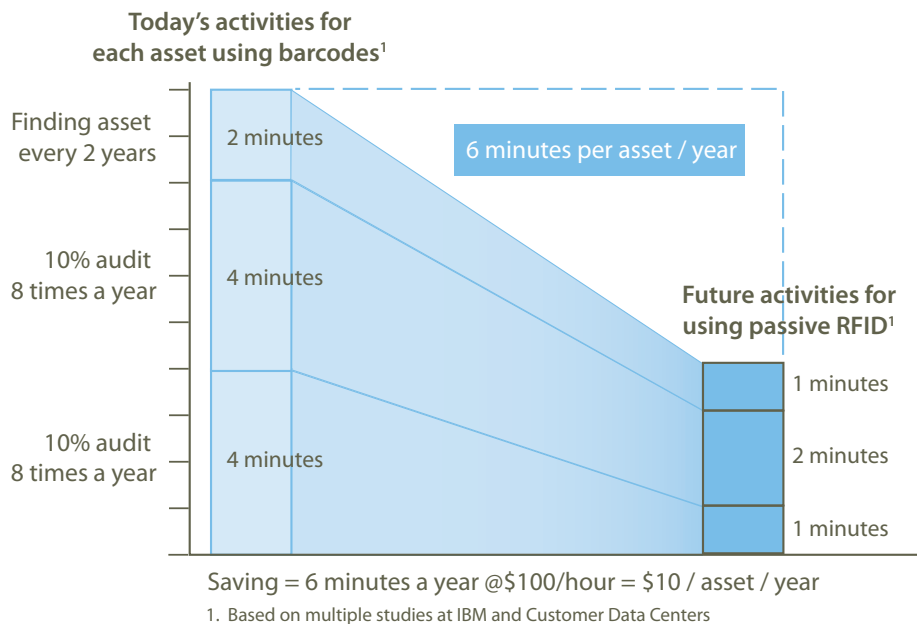 Today's activities for
each asset using barcodes¹
Finding asset
every 2 years
2 minutes
6 minutes per asset / year
10% audit
8 times a year
4 minutes
Future activities for
using passive RFID¹
1 minutes
10% audit
8 times a year
4 minutes
2 minutes
1 minutes
Saving = 6 minutes a year @$100/hour = $10 / asset / year
1. Based on multiple studies at IBM and Customer Data Centers